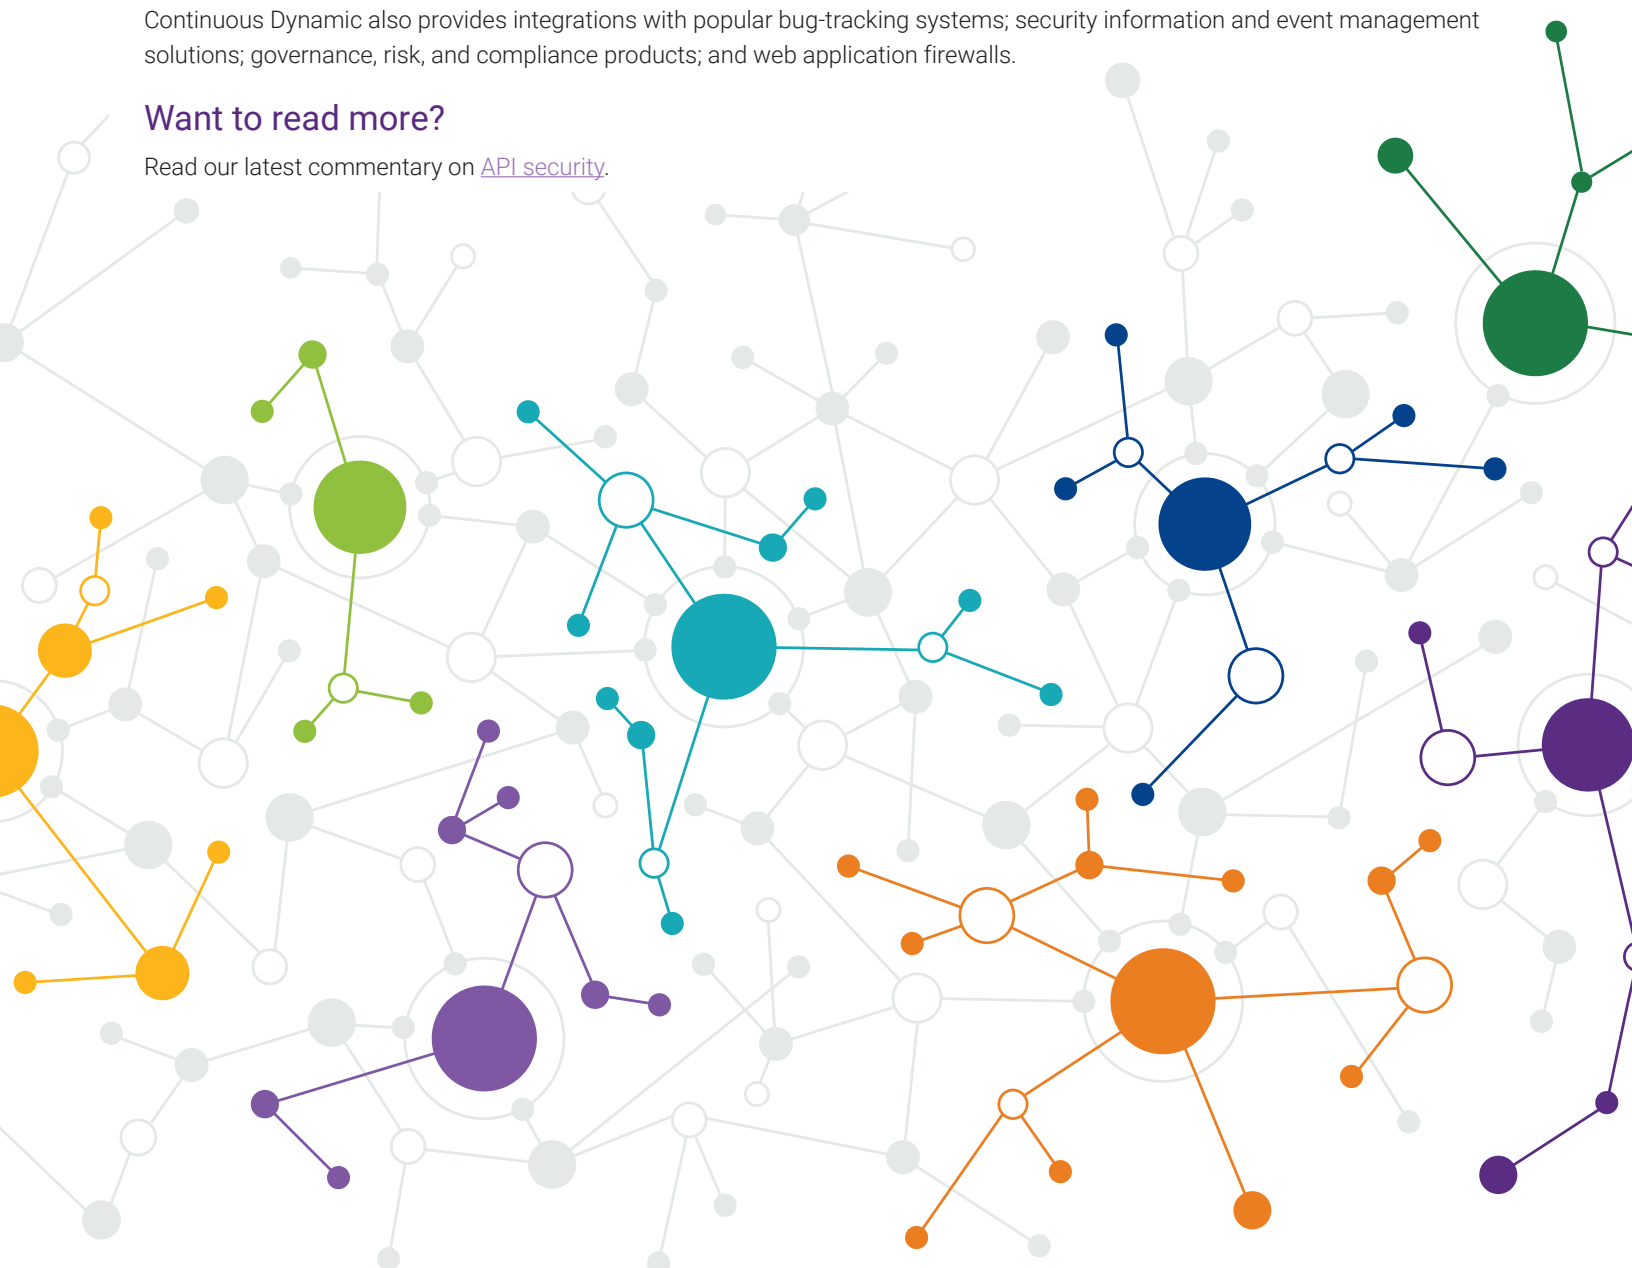 Continuous Dynamic also provides integrations with popular bug-tracking systems; security information and event management
solutions; governance, risk, and compliance products; and web application firewalls.
Want to read more?
Read our latest commentary on API security.